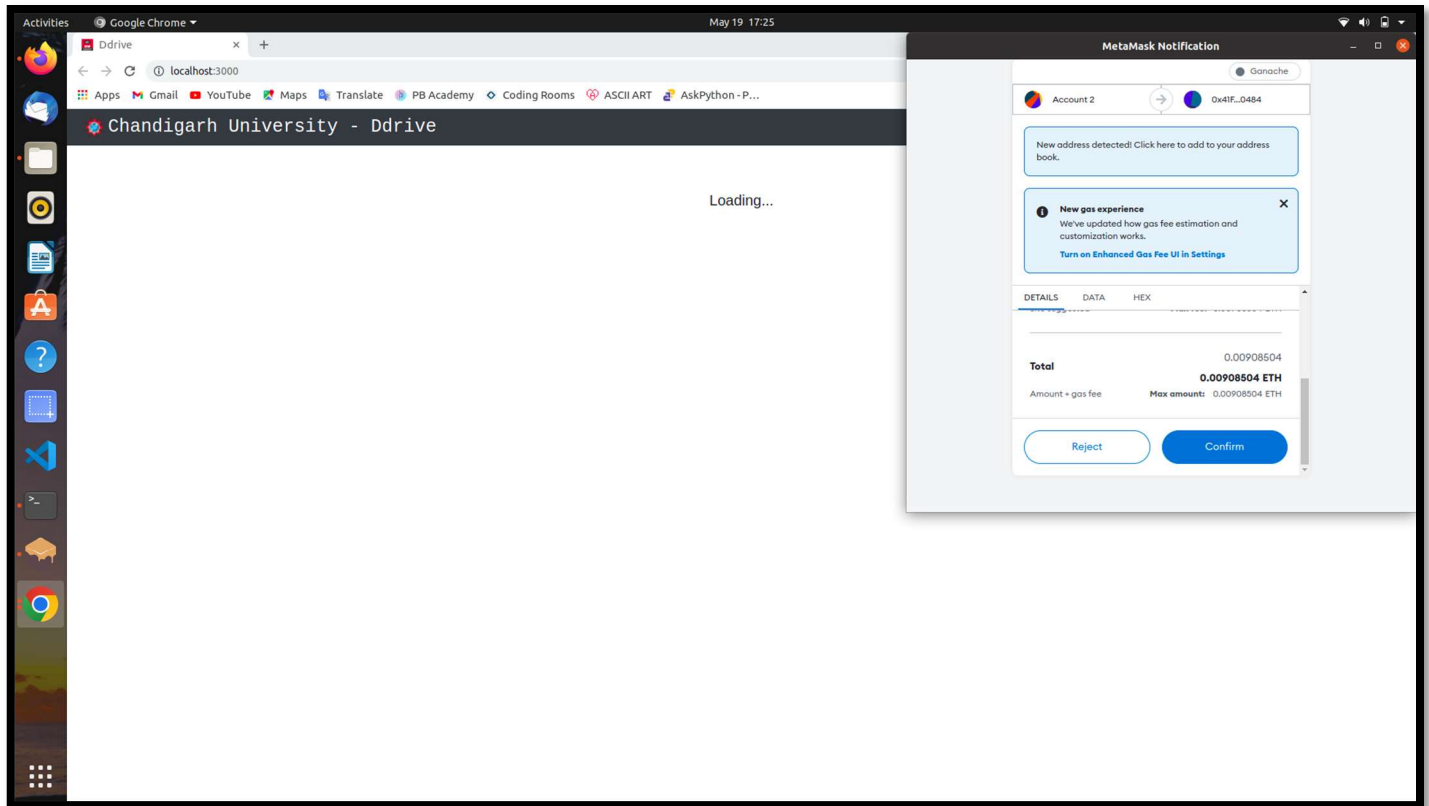 Activities
Google Chrome
May 19 17:25
Ddrive
localhost:3000
Apps
Gmail
YouTube
Maps
Translate
PB Academy
Coding Rooms
ASCII ART
AskPython - P...
Chandigarh University - Ddrive
Loading...
MetaMask Notification
Ganache
Account 2
0x41F...0484
New address detected! Click here to add to your address
book.
New gas experience
We've updated how gas fee estimation and
customization works.
Turn on Enhanced Gas Fee UI in Settings
DETAILS
DATA
HEX
0.00908504
Total
0.00908504 ETH
Amount + gas fee
Max amount: 0.00908504 ETH
Reject
Confirm